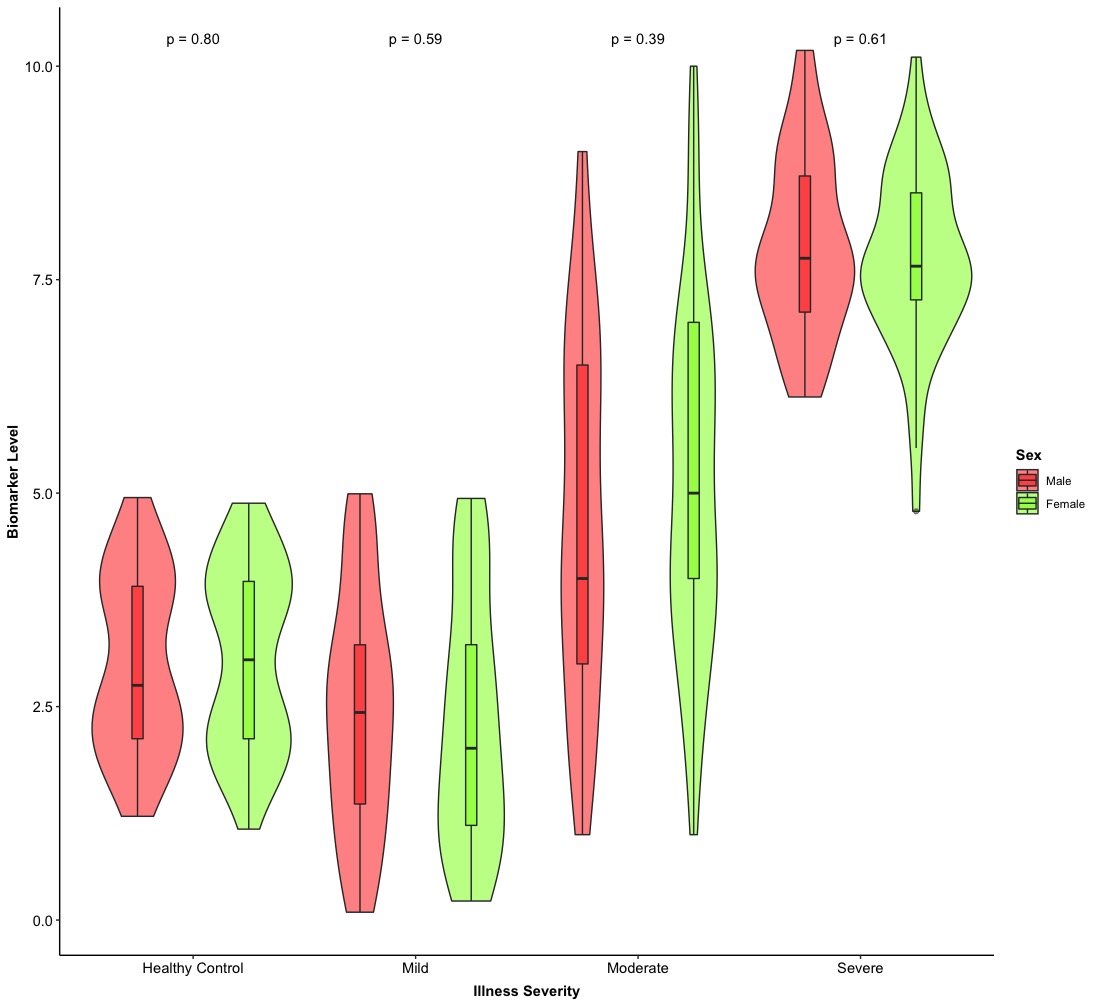 p = 0.80 p = 0.59 p = 0.39 p = 0.61
10.0
7.5
5.0
2.5
0.0
Biomarker Level
Healthy Control Mild Moderate Severe
Illness Severity
Sex
Male
Female